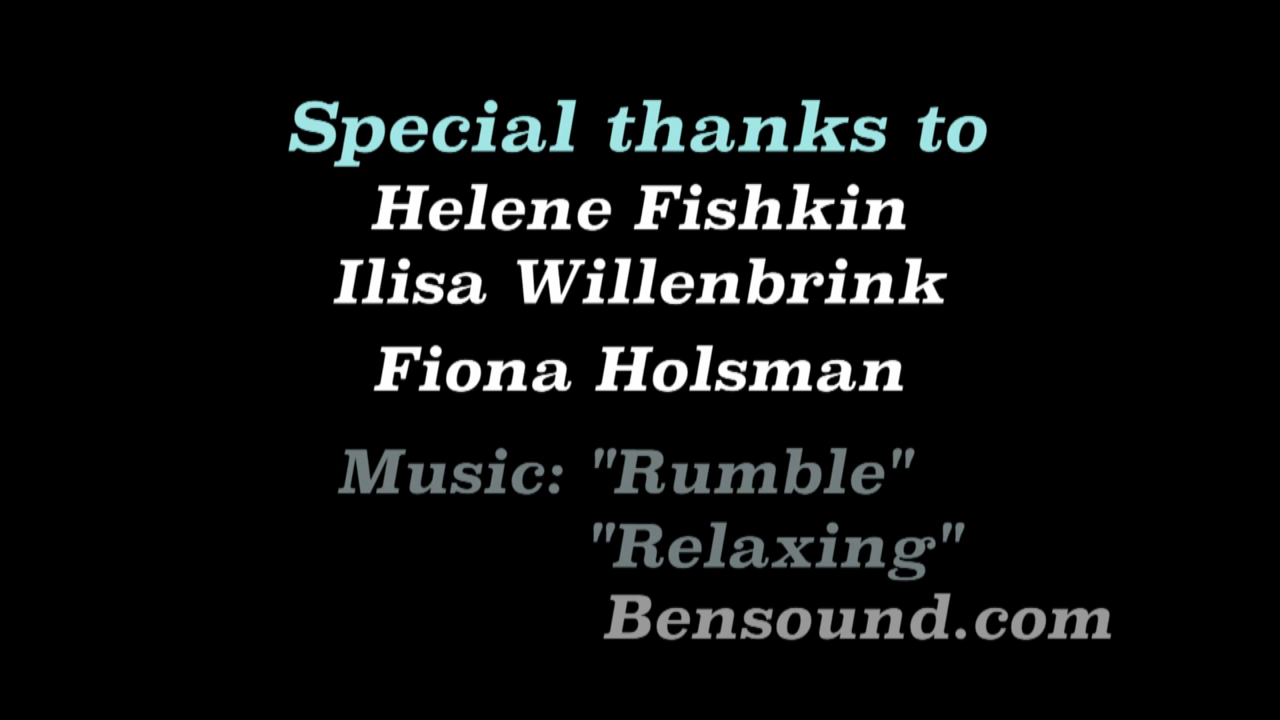 Special thanks to
Helene Fishkin
Ilisa Willenbrink
Fiona Holsman
Music: "Rumble"
"Relaxing"
Bensound.com